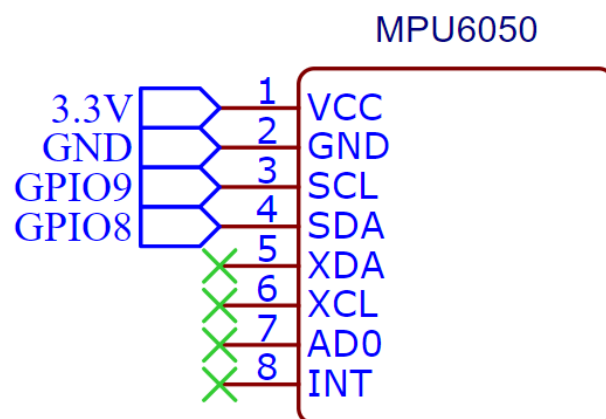 MPU6050
3.3V 1 VCC
GND 2 GND
GPIO9 3 SCL
GPIO8 4 SDA
5 XDA
6 XCL
7 AD0
8 INT